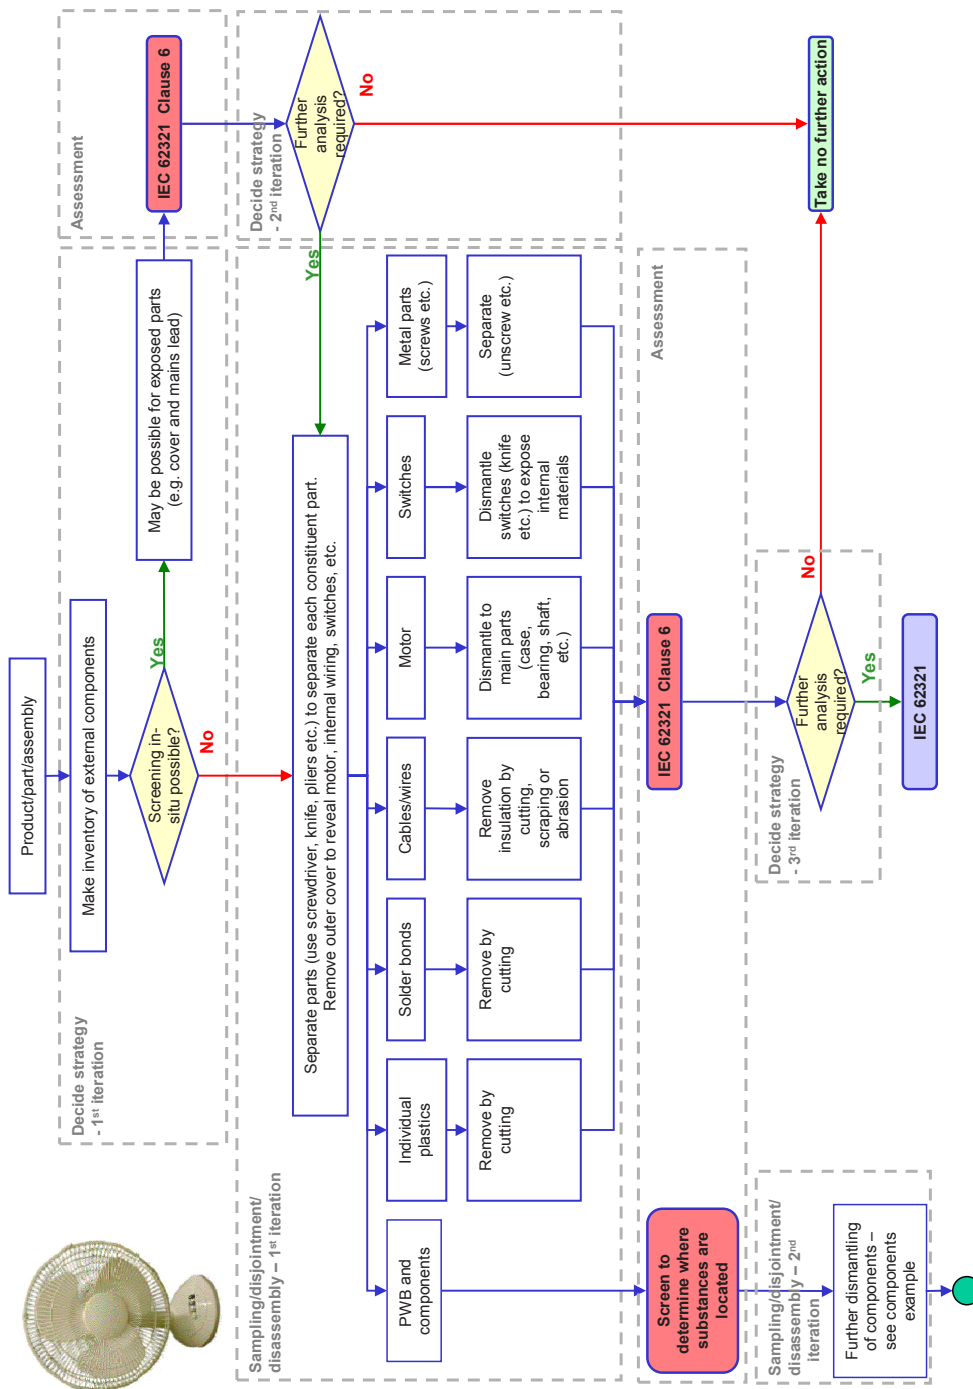 Product/part/assembly
Decide strategy
- 1st iteration
Make inventory of external components
Screening in-
situ possible?
Yes
No
May be possible for exposed parts
(e.g. cover and mains lead)
Assessment
IEC 62321 Clause 6
Decide strategy
- 2nd iteration
Further
analysis
required?
Yes
No
Sampling/disjointment/
disassembly – 1st iteration
Separate parts (use screwdriver, knife, pliers etc.) to separate each constituent part.
Remove outer cover to reveal motor, internal wiring, switches, etc.
PWB and
components
Individual
plastics
Solder bonds
Cables/wires
Motor
Switches
Metal parts
(screws etc.)
Remove by
cutting
Remove by
cutting
Remove
insulation by
cutting,
scraping or
abrasion
Dismantle to
main parts
(case,
bearing, shaft,
etc.)
Dismantle
switches (knife
etc.) to expose
internal
materials
Separate
(unscrew etc.)
Assessment
Screen to
determine where
substances are
located
IEC 62321 Clause 6
Sampling/disjointment/
disassembly – 2nd
iteration
Further dismantling
of components –
see components
example
Decide strategy
- 3rd iteration
Further
analysis
required?
No
Yes
Take no further action
IEC 62321